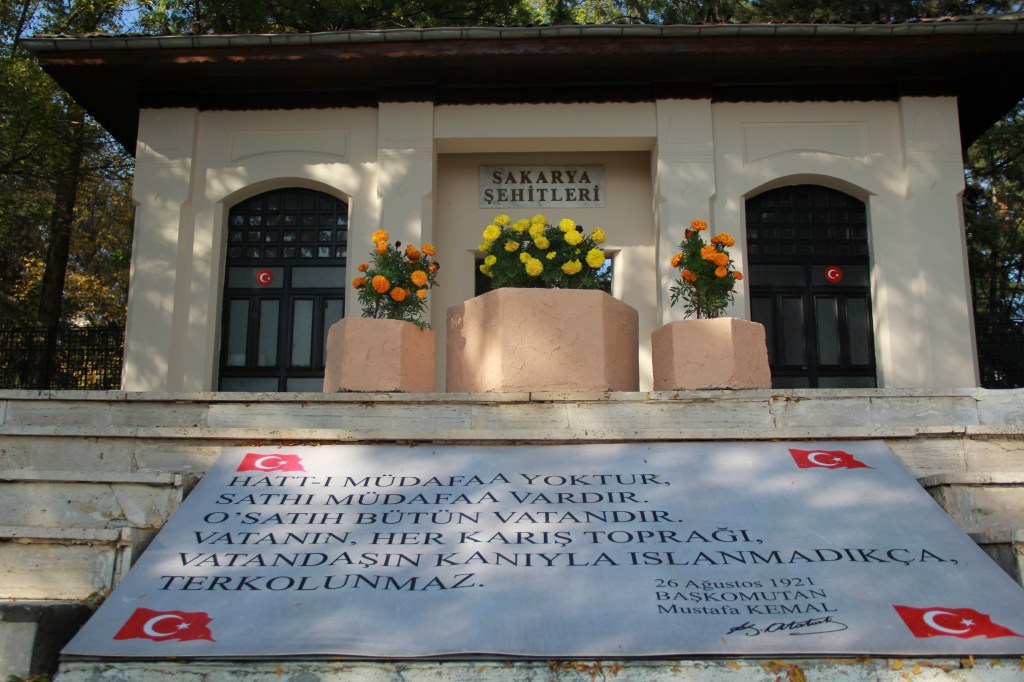 SAKARYA
ŞEHİTLERİ
HATT-I MÜDAFAA YOKTUR,
SATHI MÜDAFAA VARDIR.
O'SATIH BÜTÜN VATANDIR.
VATANIN, HER KARIŞ TOPRAĞI,
VATANDAŞIN KANIYLA ISLANMADIKÇA,
TERKOLUNMAZ.
26 Ağustos 1921
BAŞKOMUTAN
Mustafa KEMAL